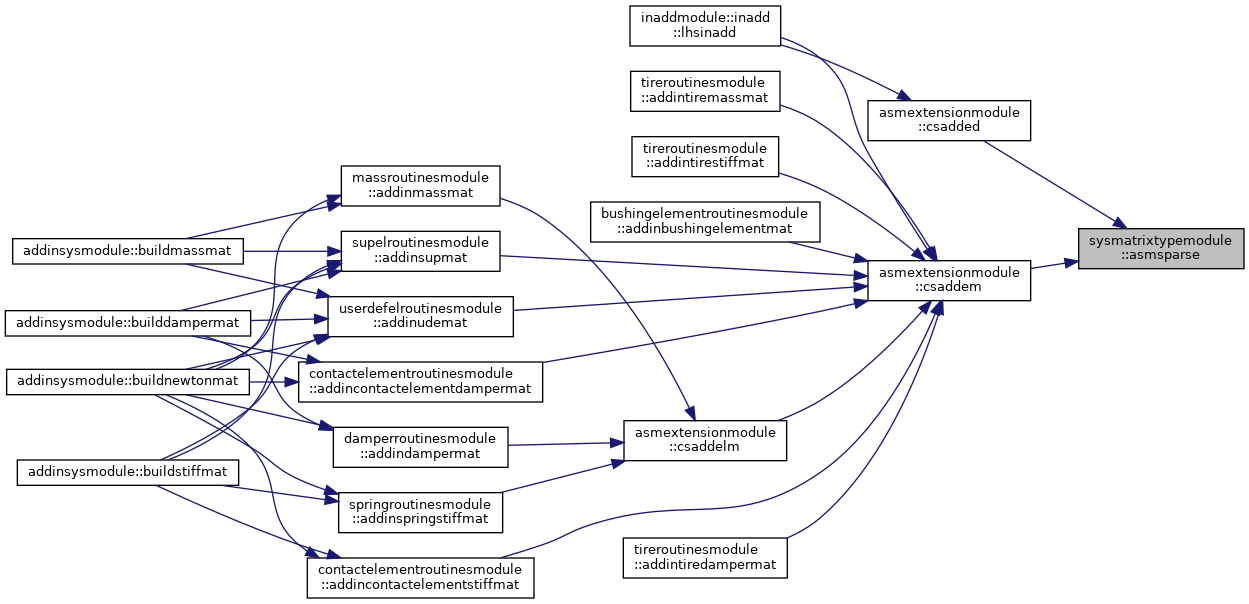 inaddmodule::inadd
::lhsinadd
tireroutinesmodule
::addintiremassmat
asmextensionmodule
::csadded
tireroutinesmodule
::addintirestiffmat
massroutinesmodule
::addinmassmat
bushingelementroutinesmodule
::addinbushingelementmat
sysmatrixtypemodule
::asmsparse
addinsysmodule::buildmassmat
supelroutinesmodule
::addinsupmat
asmextensionmodule
::csaddem
userdefelroutinesmodule
::addinudemat
addinsysmodule::builddampermat
contactelementroutinesmodule
::addincontactelementdampermat
addinsysmodule::buildnewtonmat
damperroutinesmodule
::addindampermat
asmextensionmodule
::csaddelm
addinsysmodule::buildstiffmat
springroutinesmodule
::addinspringstiffmat
tireroutinesmodule
::addintiredampermat
contactelementroutinesmodule
::addincontactelementstiffmat